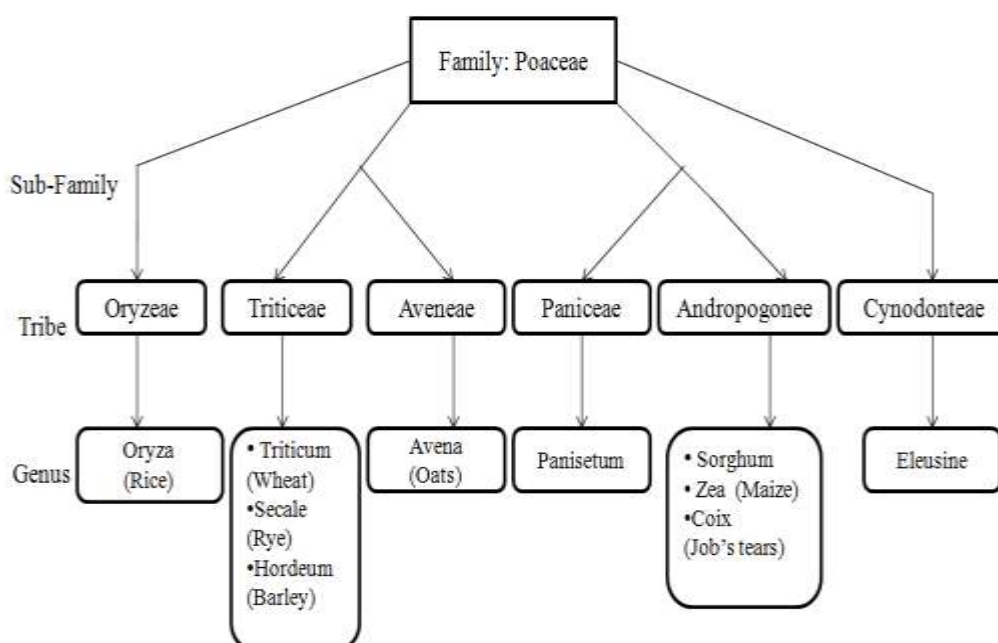 Family: Poaceae
Sub-Family
Tribe
Oryzeae
Triticeae
Aveneae
Paniceae
Andropogonee
Cynodonteae
Genus
Oryza
(Rice)
• Triticum
(Wheat)
•Secale
(Rye)
•Hordeum
(Barley)
Avena
(Oats)
Panisetum
• Sorghum
• Zea (Maize)
•Coix
(Job's tears)
Eleusine